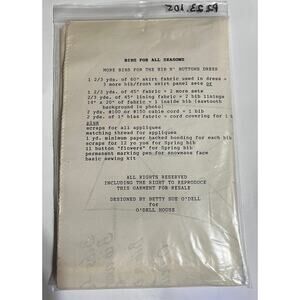 BIBS FOR ALL SEASONS
MORE BIBS FOR THE BIB N' BUTTONS DRESS
1 2/3 yds. of 60" skirt fabric used in dress =
3 more bib/front skirt panel sets or
1 2/3 yds. of 45" fabric = 2 more sets
2/3 yds. of 45" lining fabric = 2 bib linings
14" x 20" of fabric = 1 inside bib (sawtooth
background in photo)
2 yds. #100 or #150 cable cord = 1 bib
2 yds. of 1" bias fabric = cord covering for 1
scraps for all appliques
matching thread for appliques
1 yd. minimum paper backed bonding for each bib
scraps for 12 yo yos for Spring bib
11 button "flowers" for Spring bib
permanent marking pen for snowmans face
basic sewing kit
ALL RIGHTS RESERVED
INCLUDING THE RIGHT TO REPRODUCE
THIS GARMENT FOR RESALE
DESIGNED BY BETTY SUE O'DELL
for
O'DELL HOUSE